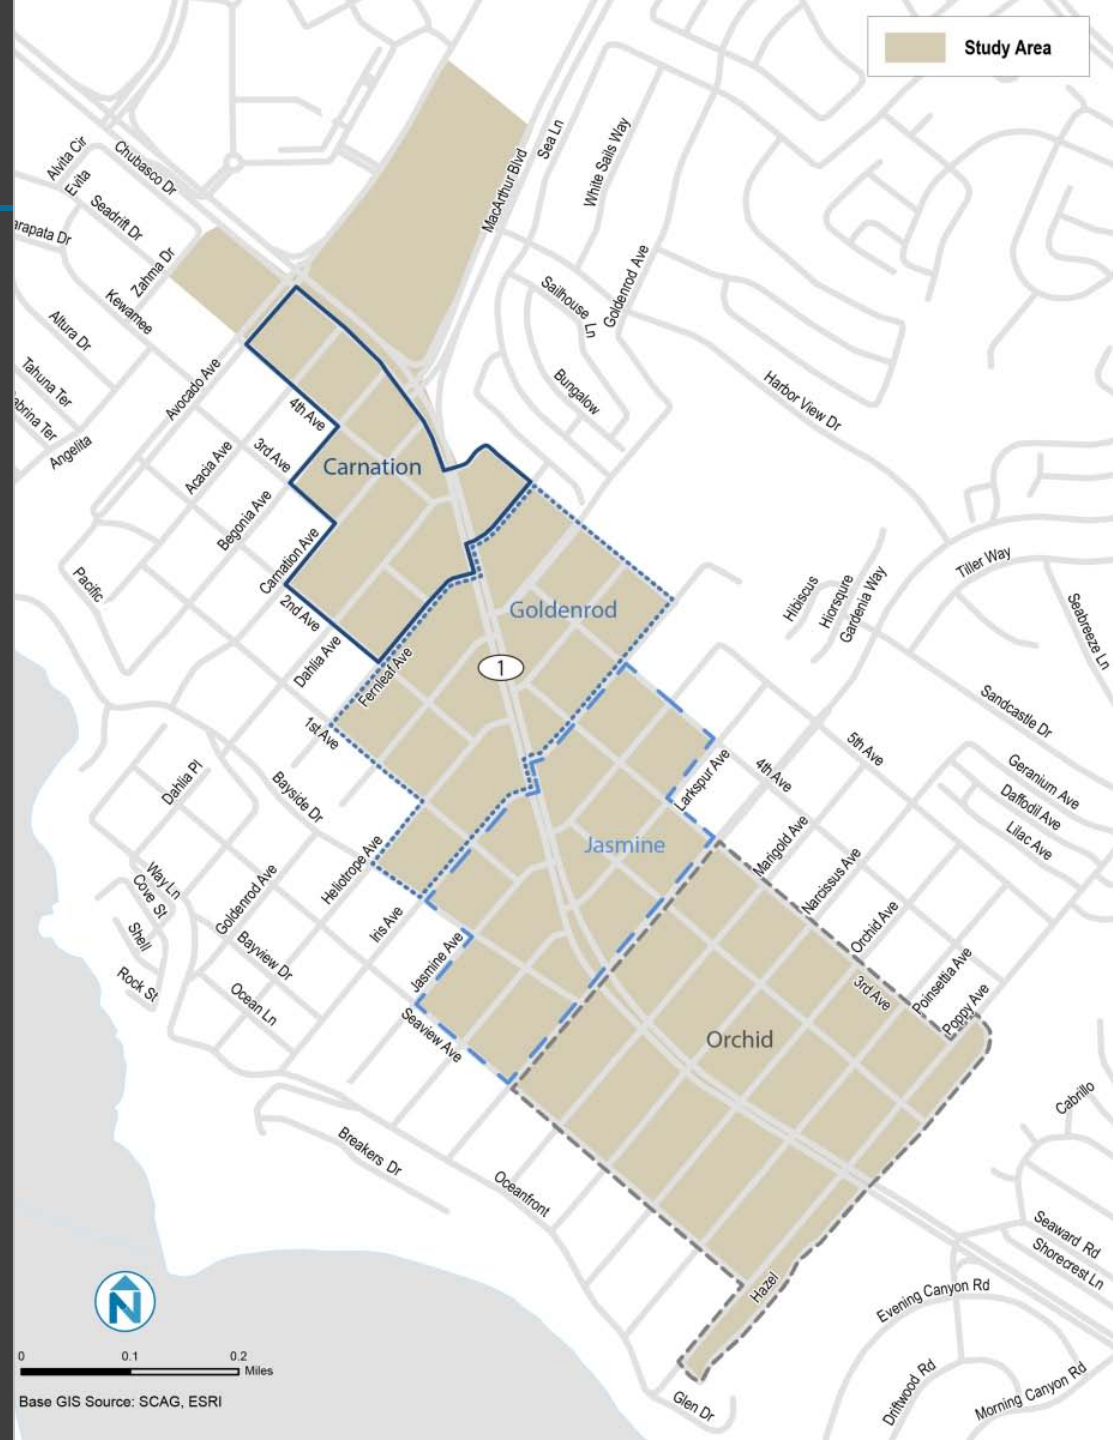 Study Area
Alvita Cir
Evita
Chubasco Dr
Seadrift Dr
arapata Dr
Zahma Dr
Kewamee
Altura Dr
Tahuna Ter
abrina Ter
Angelita
Avocado Ave
MacArthur Blvd
Sea Ln
White Sails Way
Goldenrod Ave
Sailhouse
Ln
Bungalow
Harbor View Dr
4th Ave
3rd Ave
Acacia Ave
Begonia Ave
Carnation Ave
Carnation
2nd Ave
Dahlia Ave
Fernleaf Ave
Pacific
Goldenrod
1
Hibiscus
Hiorsqure
Gardenia Way
Tiller Way
Seabreeze Ln
Sandcastle Dr
1st Ave
Bayside Dr
Dahlia Pl
Larkspur Ave
4th Ave
5th Ave
Geranium Ave
Daffodil Ave
Lilac Ave
Jasmine
Marigold Ave
Narcissus Ave
Orchid Ave
Poinsettia Ave
Poppy Ave
3rd Ave
Heliotrope Ave
Iris Ave
Jasmine Ave
Seaview Ave
Way Ln
Cove St
Shell
Rock St
Goldenrod Ave
Bayview Dr
Ocean Ln
Orchid
Breakers Dr
Oceanfront
Hazel
Cabrillo
Seaward Rd
Shorecrest Ln
Evening Canyon Rd
Driftwood Rd
Morning Canyon Rd
Glen Dr
N
0 0.1 0.2
Miles
Base GIS Source: SCAG, ESRI